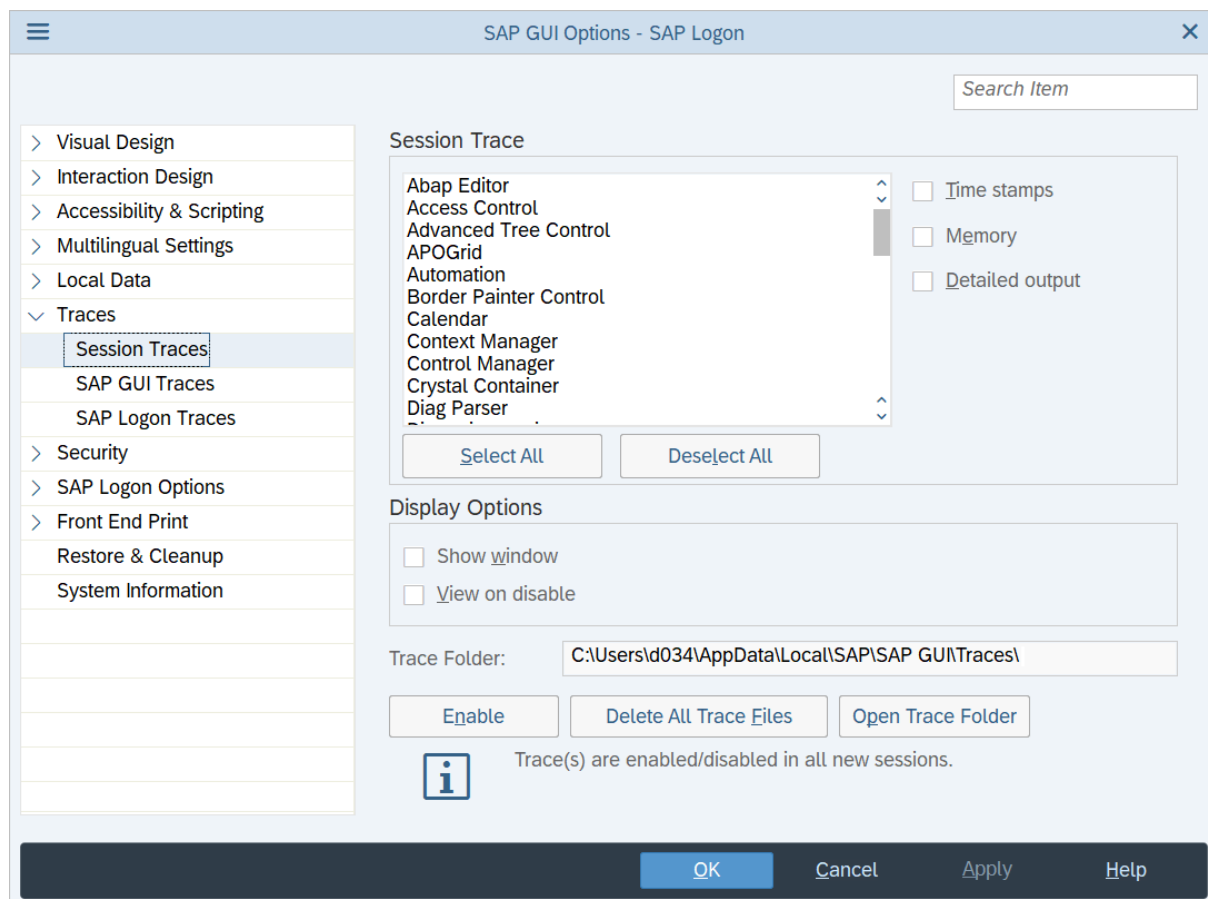 SAP GUI Options - SAP Logon
Search Item
Visual Design
Interaction Design
Accessibility & Scripting
Multilingual Settings
Local Data
Traces
Session Traces
SAP GUI Traces
SAP Logon Traces
Security
SAP Logon Options
Front End Print
Restore & Cleanup
System Information
Session Trace
Abap Editor
Access Control
Advanced Tree Control
APOGrid
Automation
Border Painter Control
Calendar
Context Manager
Control Manager
Crystal Container
Diag Parser
Time stamps
Memory
Detailed output
Select All
Deselect All
Display Options
Show window
View on disable
Trace Folder:
C:\Users\d034\AppData\Local\SAP\SAP GUI\Traces\
Enable
Delete All Trace Files
Open Trace Folder
Trace(s) are enabled/disabled in all new sessions.
OK
Cancel
Apply
Help